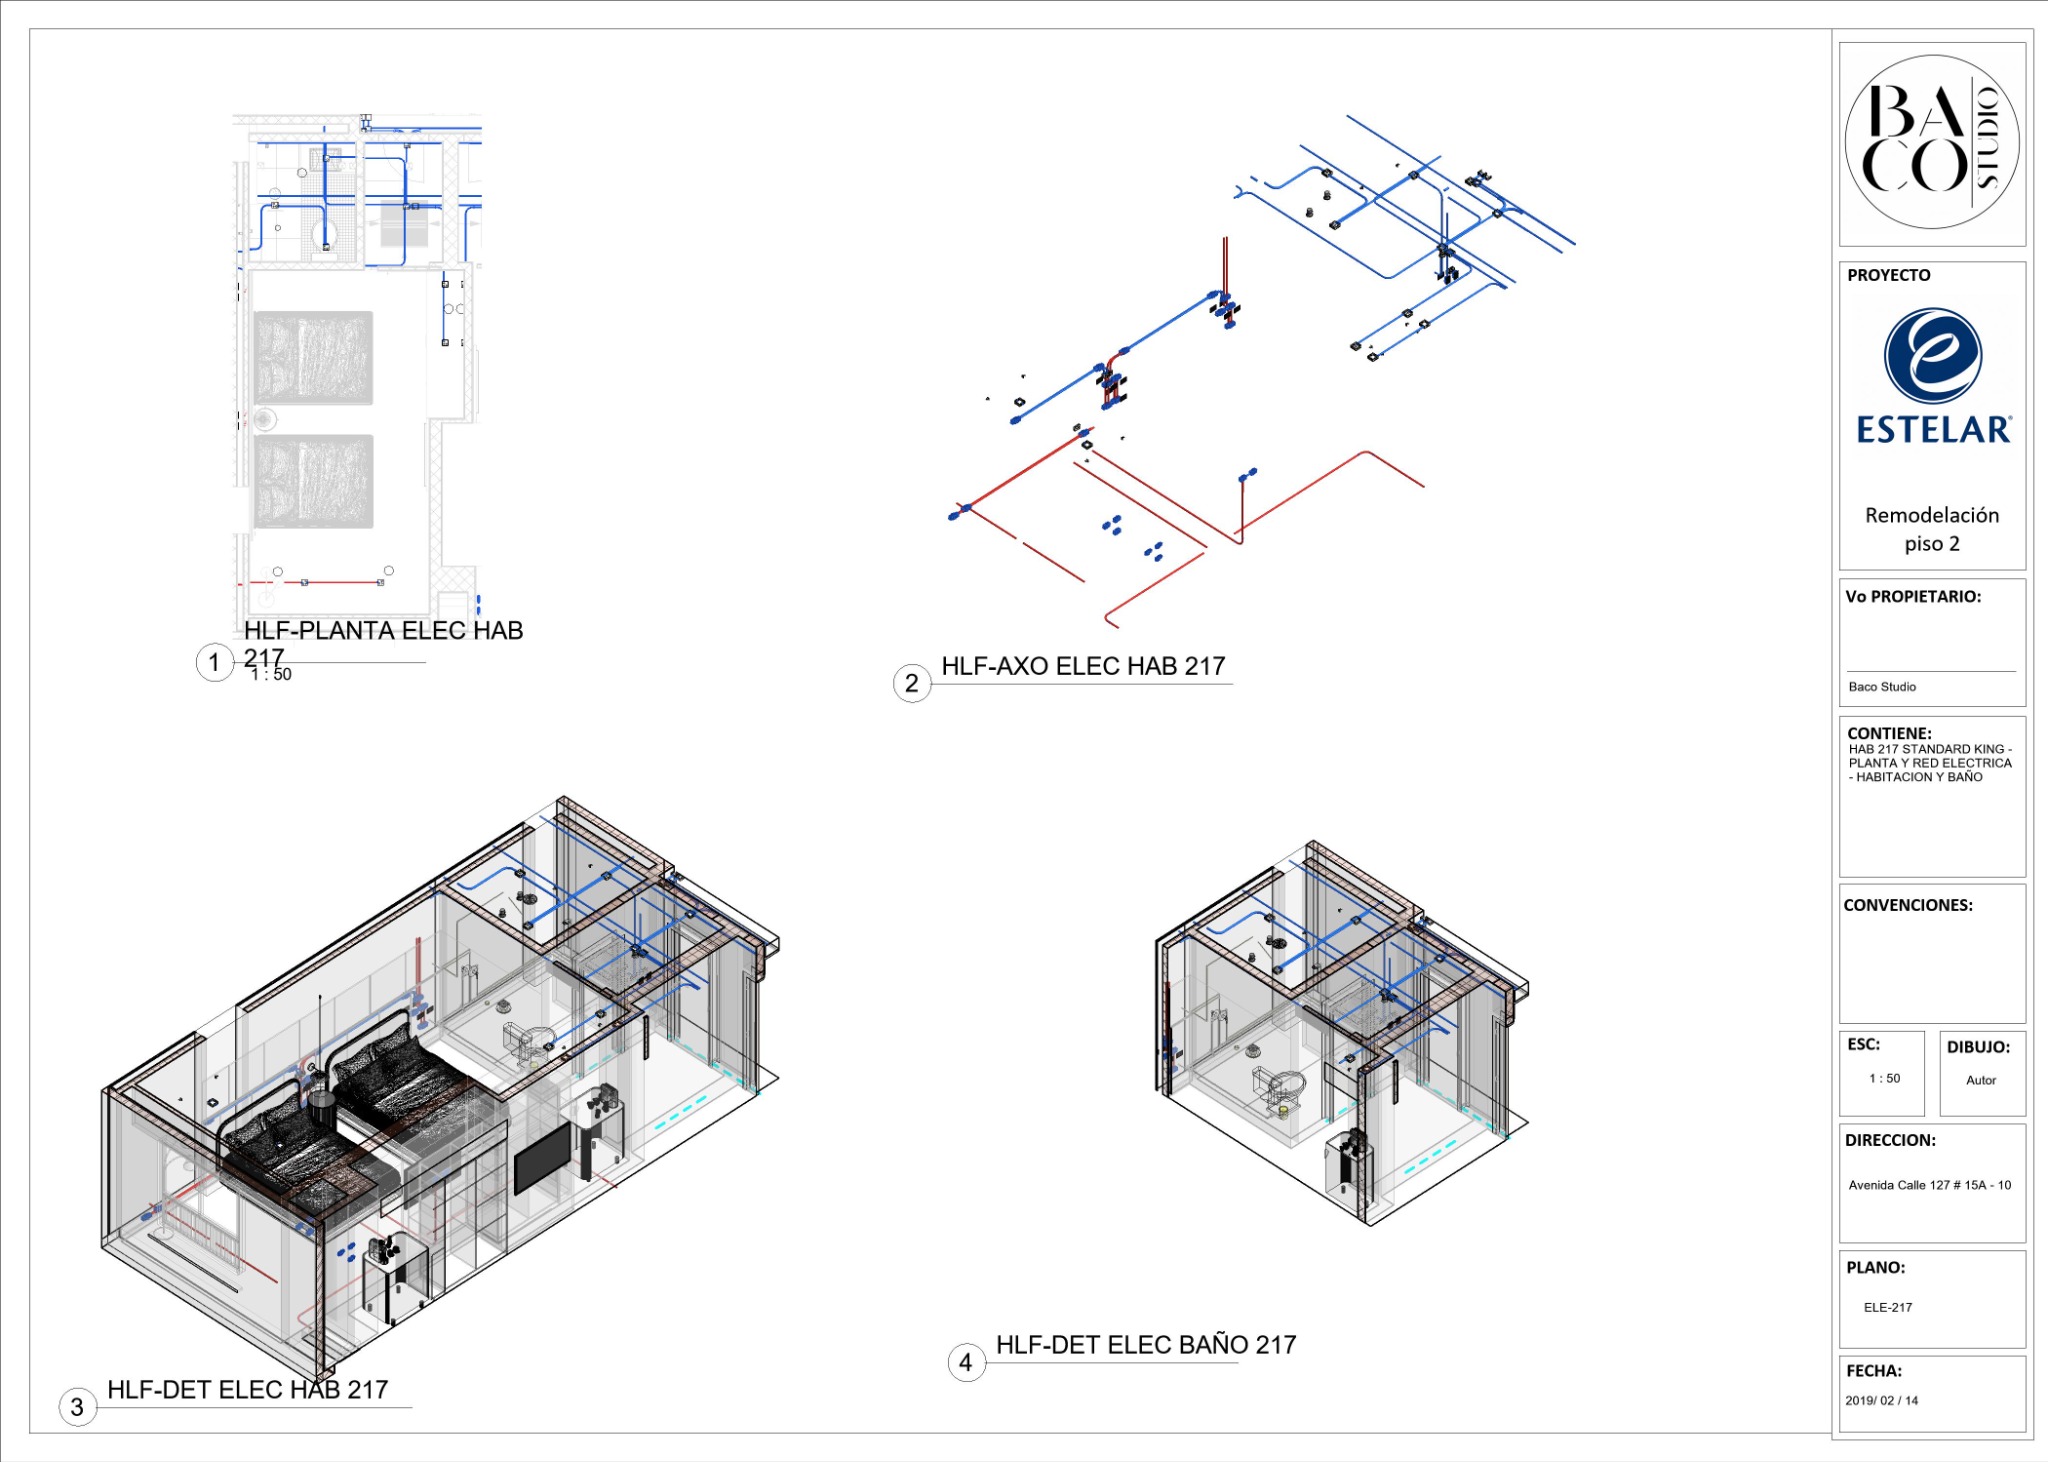 HLF-PLANTA ELEC HAB
217
1
1 : 50
2
HLF-AXO ELEC HAB 217
3
HLF-DET ELEC HAB 217
4
HLF-DET ELEC BAÑO 217
BACO
STUDIO
PROYECTO
ESTELAR®
Remodelación
piso 2
Vo PROPIETARIO:
Baco Studio
CONTIENE:
HAB 217 STANDARD KING -
PLANTA Y RED ELECTRICA
- HABITACION Y BAÑO
CONVENCIONES:
ESC:
1 : 50
DIBUJO:
Autor
DIRECCION:
Avenida Calle 127 # 15A - 10
PLANO:
ELE-217
FECHA:
2019/ 02 / 14